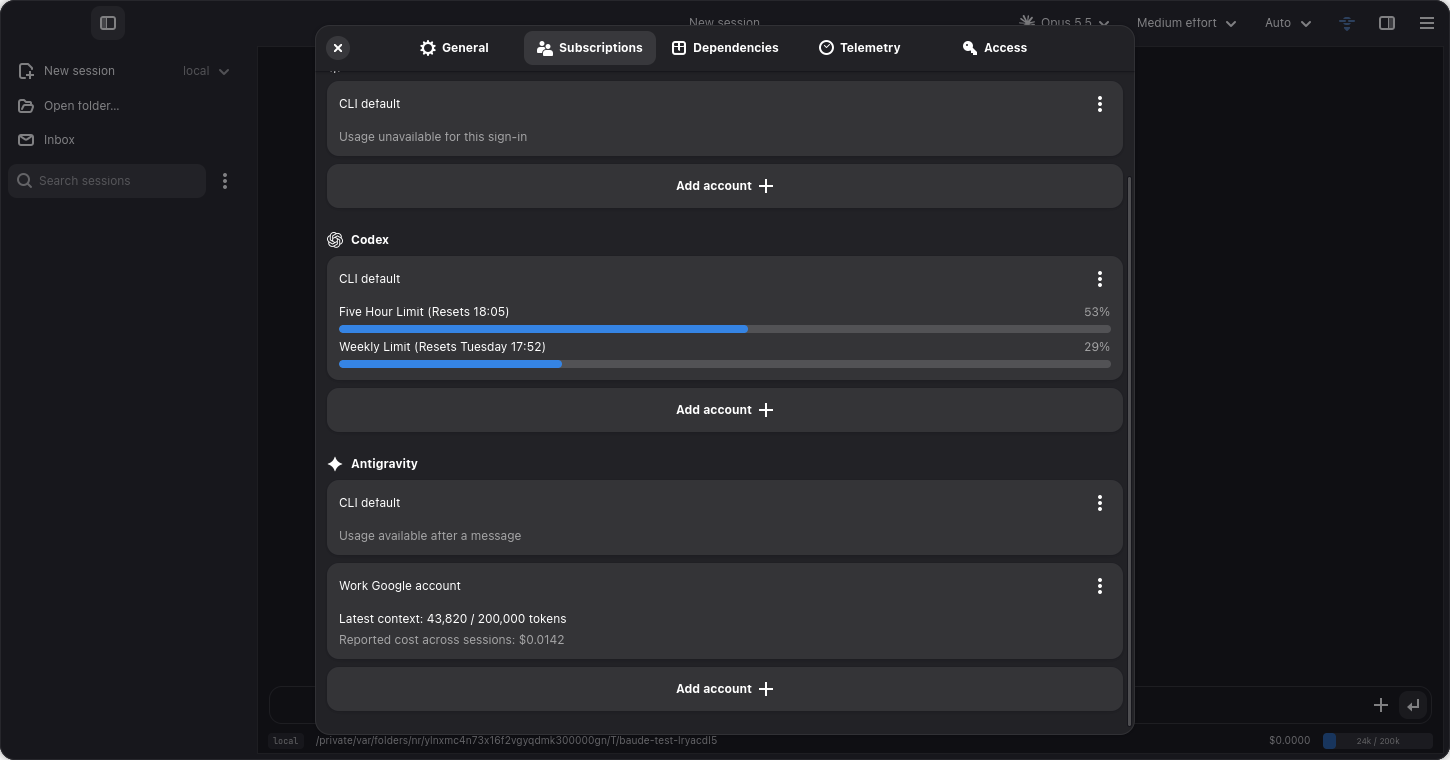 New session
Opus 5.5
Medium effort
Auto
General
Subscriptions
Dependencies
Telemetry
Access
New session
local
Open folder...
Inbox
Search sessions
CLI default
Usage unavailable for this sign-in
Add account
Codex
CLI default
Five Hour Limit (Resets 18:05)
53%
Weekly Limit (Resets Tuesday 17:52)
29%
Add account
Antigravity
CLI default
Usage available after a message
Work Google account
Latest context: 43,820 / 200,000 tokens
Reported cost across sessions: $0.0142
Add account
local
/private/var/folders/nr/ylnxmc4n73x16f2vgyqdmk300000gn/T/baude-test-lryacdl5
$0.0000
24k / 200k